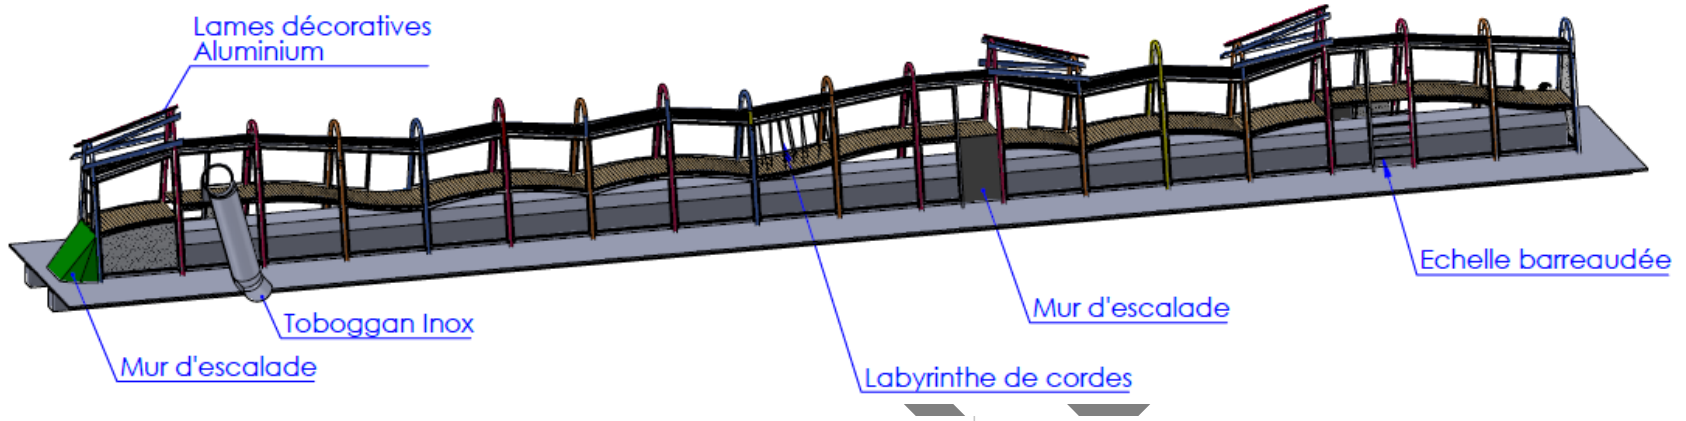 Lames décoratives
Aluminium
Echelle barreaudée
Mur d'escalade
Toboggan Inox
Mur d'escalade
Labyrinthe de cordes